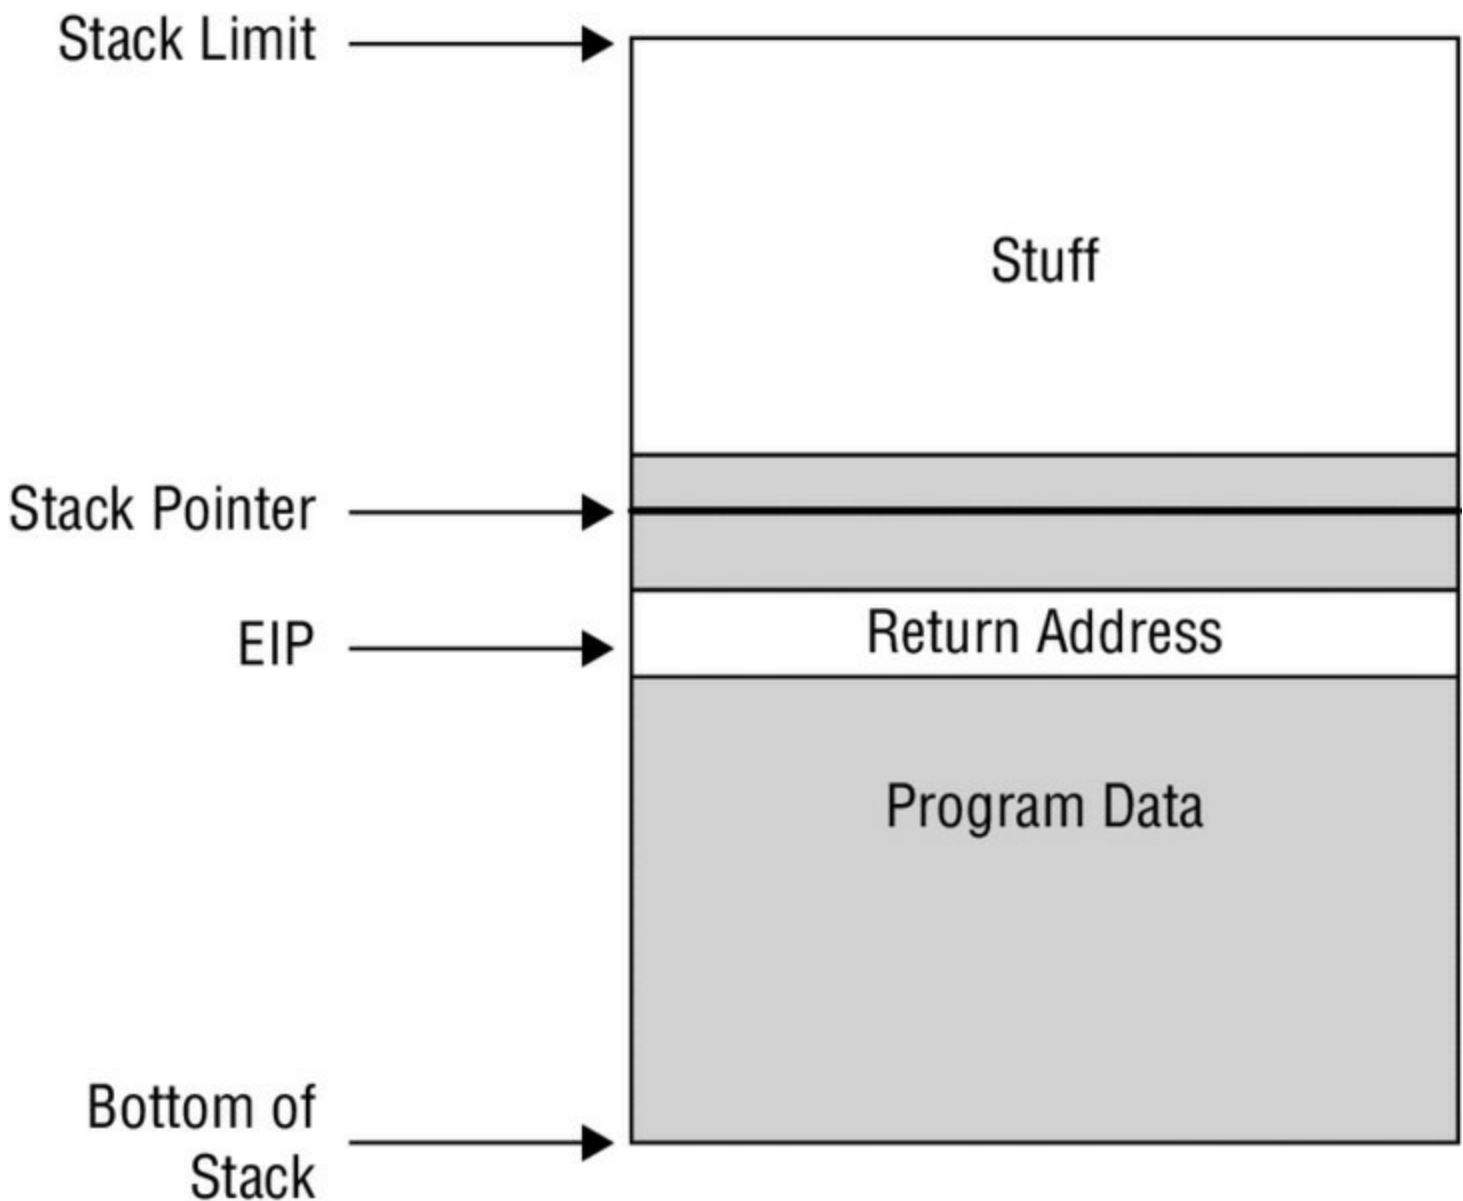 Stack Limit
Stuff
Stack Pointer
EIP
Return Address
Program Data
Bottom of
Stack